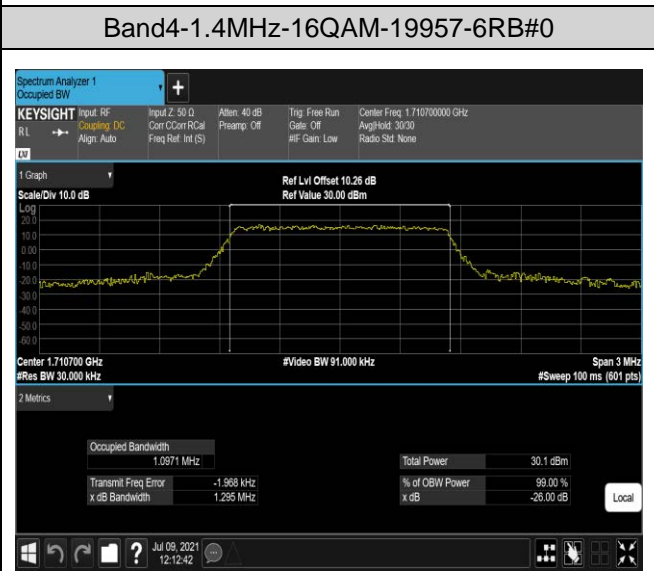 Band4-1.4MHz-16QAM-19957-6RB#0
Spectrum Analyzer 1
Occupied BW
+
KEYSIGHT Input: RF Input Z: 50 Ω Atten: 40 dB Trig: Free Run Center Freq: 1.710700000 GHz
RL Coupling: DC Corr CCorr RCal Preamp: Off Gate: Off Avg|Hold: 30/30
Align: Auto Freq Ref: Int (S) #IF Gain: Low Radio Std: None
LXI
1 Graph Ref Lvl Offset 10.26 dB
Scale/Div 10.0 dB Ref Value 30.00 dBm
Log
20.0
10.0
0.00
-10.0
-20.0
-30.0
-40.0
-50.0
-60.0
Center 1.710700 GHz #Video BW 91.000 kHz Span 3 MHz
#Res BW 30.000 kHz #Sweep 100 ms (601 pts)
2 Metrics
Occupied Bandwidth
1.0971 MHz Total Power 30.1 dBm
Transmit Freq Error -1.968 kHz % of OBW Power 99.00 %
x dB Bandwidth 1.295 MHz x dB -26.00 dB
Local
? Jul 09, 2021
12:12:42